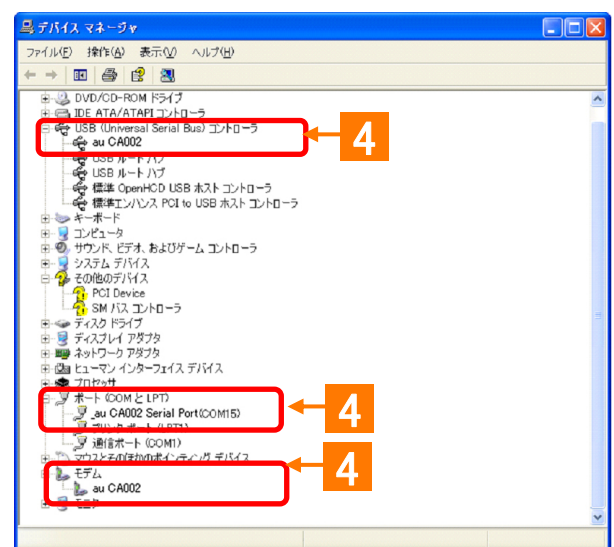 デバイス マネージャ
ファイル(F) 操作(A) 表示(V) ヘルプ(H)
DVD/CD-ROM ドライブ
IDE ATA/ATAPI コントローラ
USB (Universal Serial Bus) コントローラ
4
au CA002
USB ルート ハブ
USB ルート ハブ
標準 OpenHCD USB ホスト コントローラ
標準エンハンス PCI to USB ホスト コントローラ
キーボード
コンピュータ
サウンド、ビデオ、およびゲーム コントローラ
システム デバイス
その他のデバイス
PCI Device
SM バス コントローラ
ディスク ドライブ
ディスプレイ アダプタ
ネットワーク アダプタ
ヒューマン インターフェイス デバイス
プロセッサ
ポート (COM と LPT)
_au CA002 Serial Port(COM15)
4
プリンタ ポート (LPT1)
通信ポート (COM1)
マウスとそのほかのポインティング デバイス
モデム
4
au CA002
モニタ